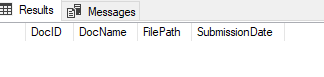 Results Messages
DocID DocName FilePath SubmissionDate